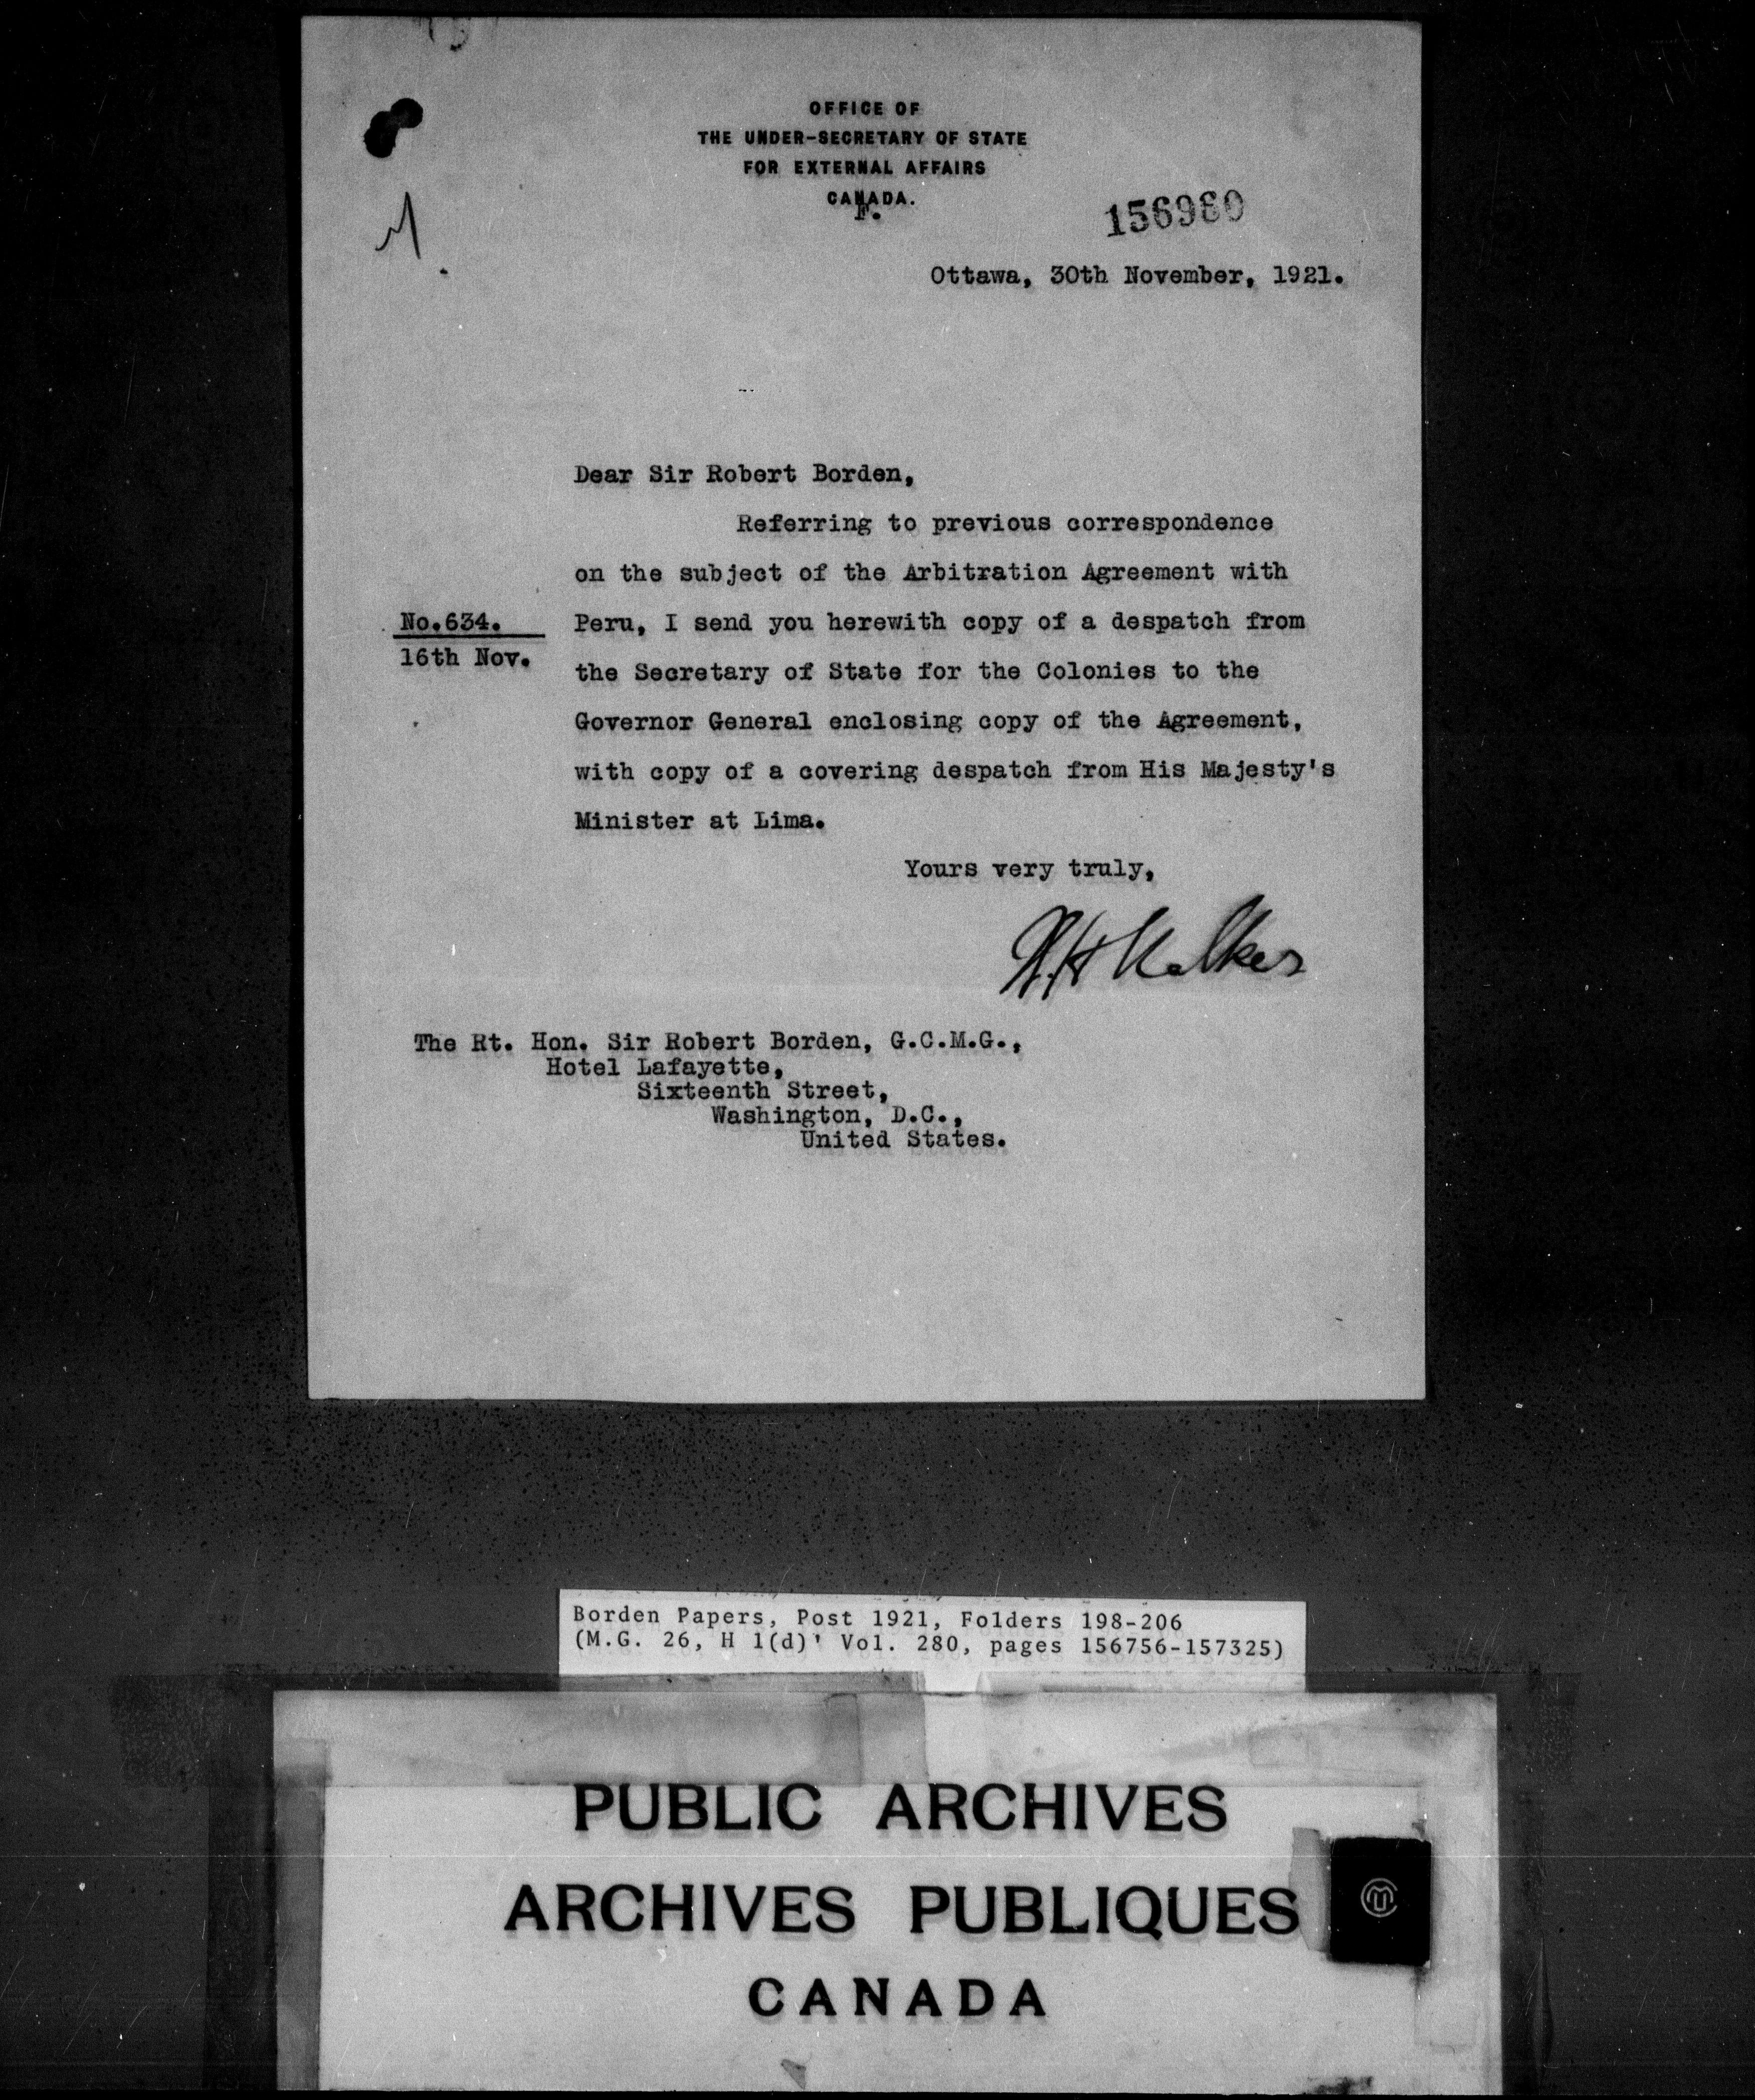 OFFICE OF
THE UNDER-SECRETARY OF STATE
FOR EXTERNAL AFFAIRS
CANADA.
F.
156980
Ottawa, 30th November, 1921.
Dear Sir Robert Borden,
Referring to previous correspondence
on the subject of the Arbitration Agreement with
No.634.
Peru, I send you herewith copy of a despatch from
16th Nov.
the Secretary of State for the Colonies to the
Governor General enclosing copy of the Agreement,
with copy of a covering despatch from His Majesty's
Minister at Lima.
Yours very truly,
W.H. Walker
The Rt. Hon. Sir Robert Borden, G.C.M.G.,
Hotel Lafayette,
Sixteenth Street,
Washington, D.C.,
United States.
Borden Papers, Post 1921, Folders 198-206
(M.G. 26, H 1(d)' Vol. 280, pages 156756-157325)
PUBLIC ARCHIVES
ARCHIVES PUBLIQUES
CANADA